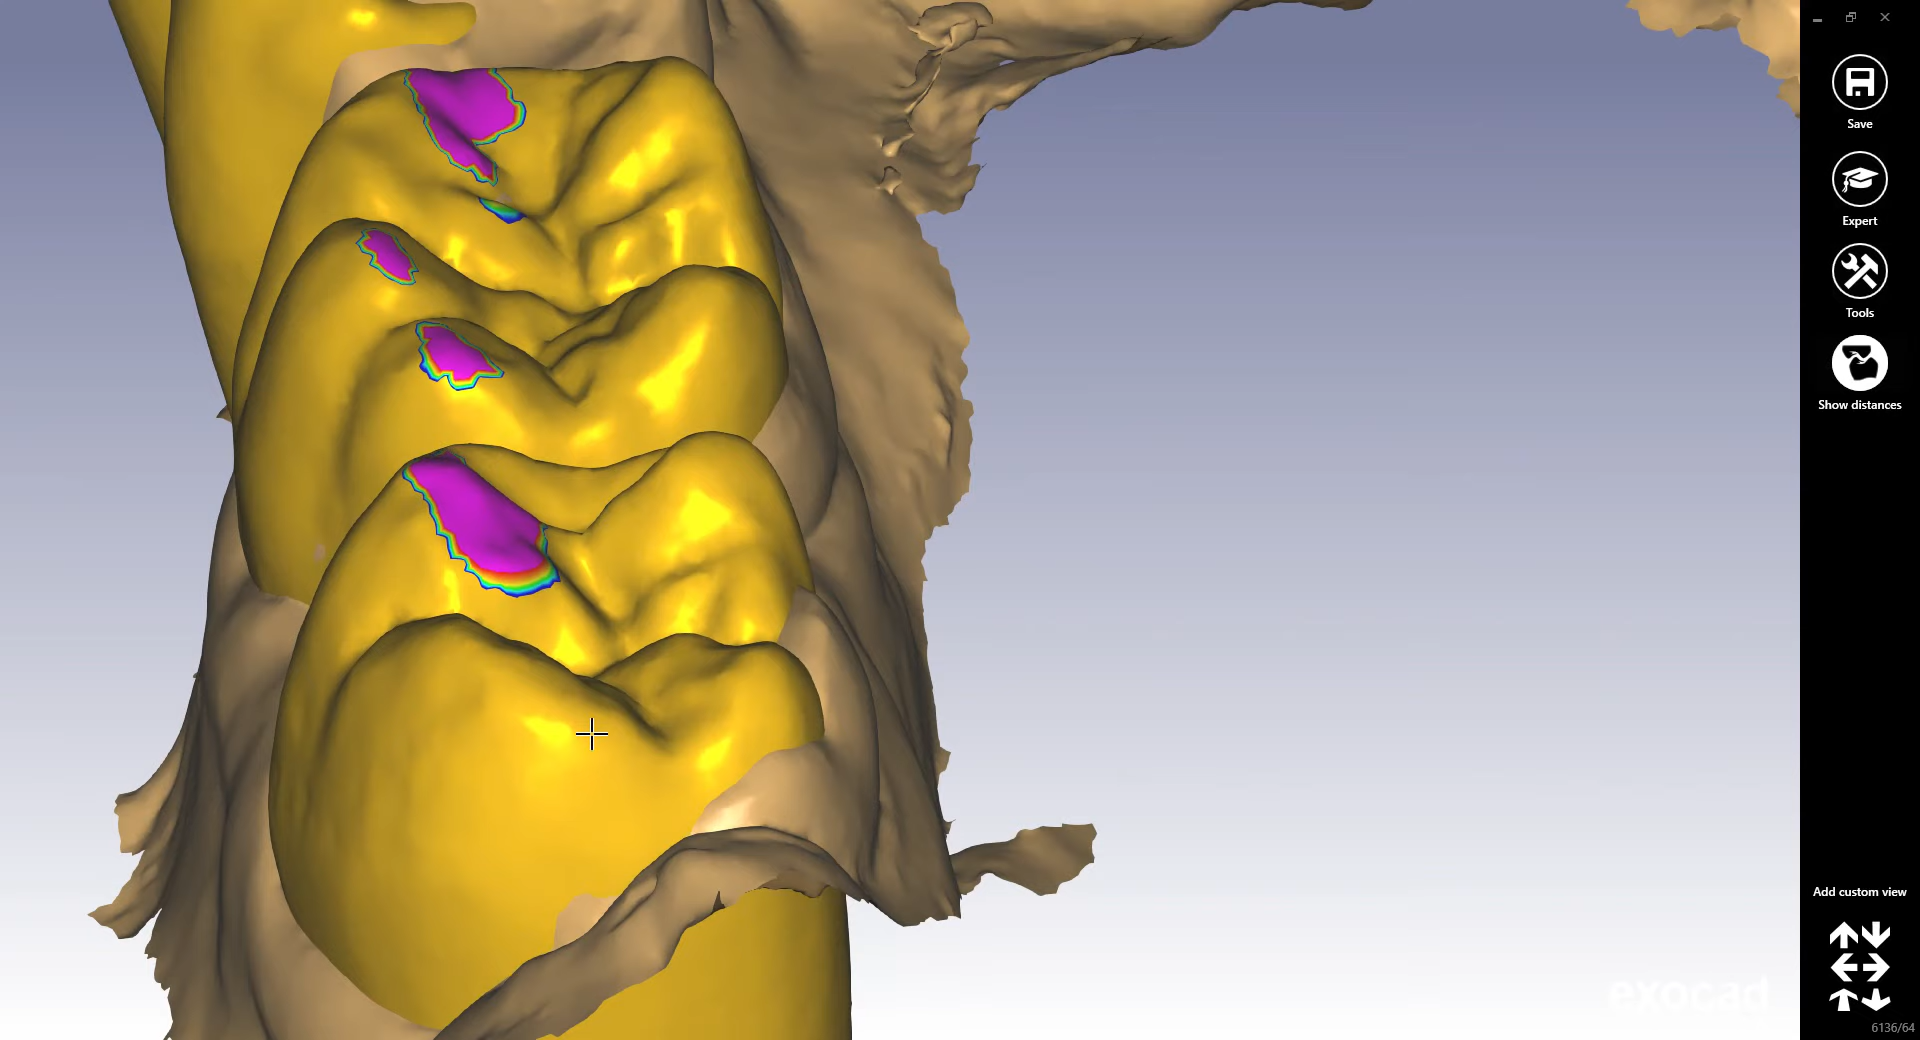 Save
Expert
Tools
Show distances
Add custom view
exocad
6136/64